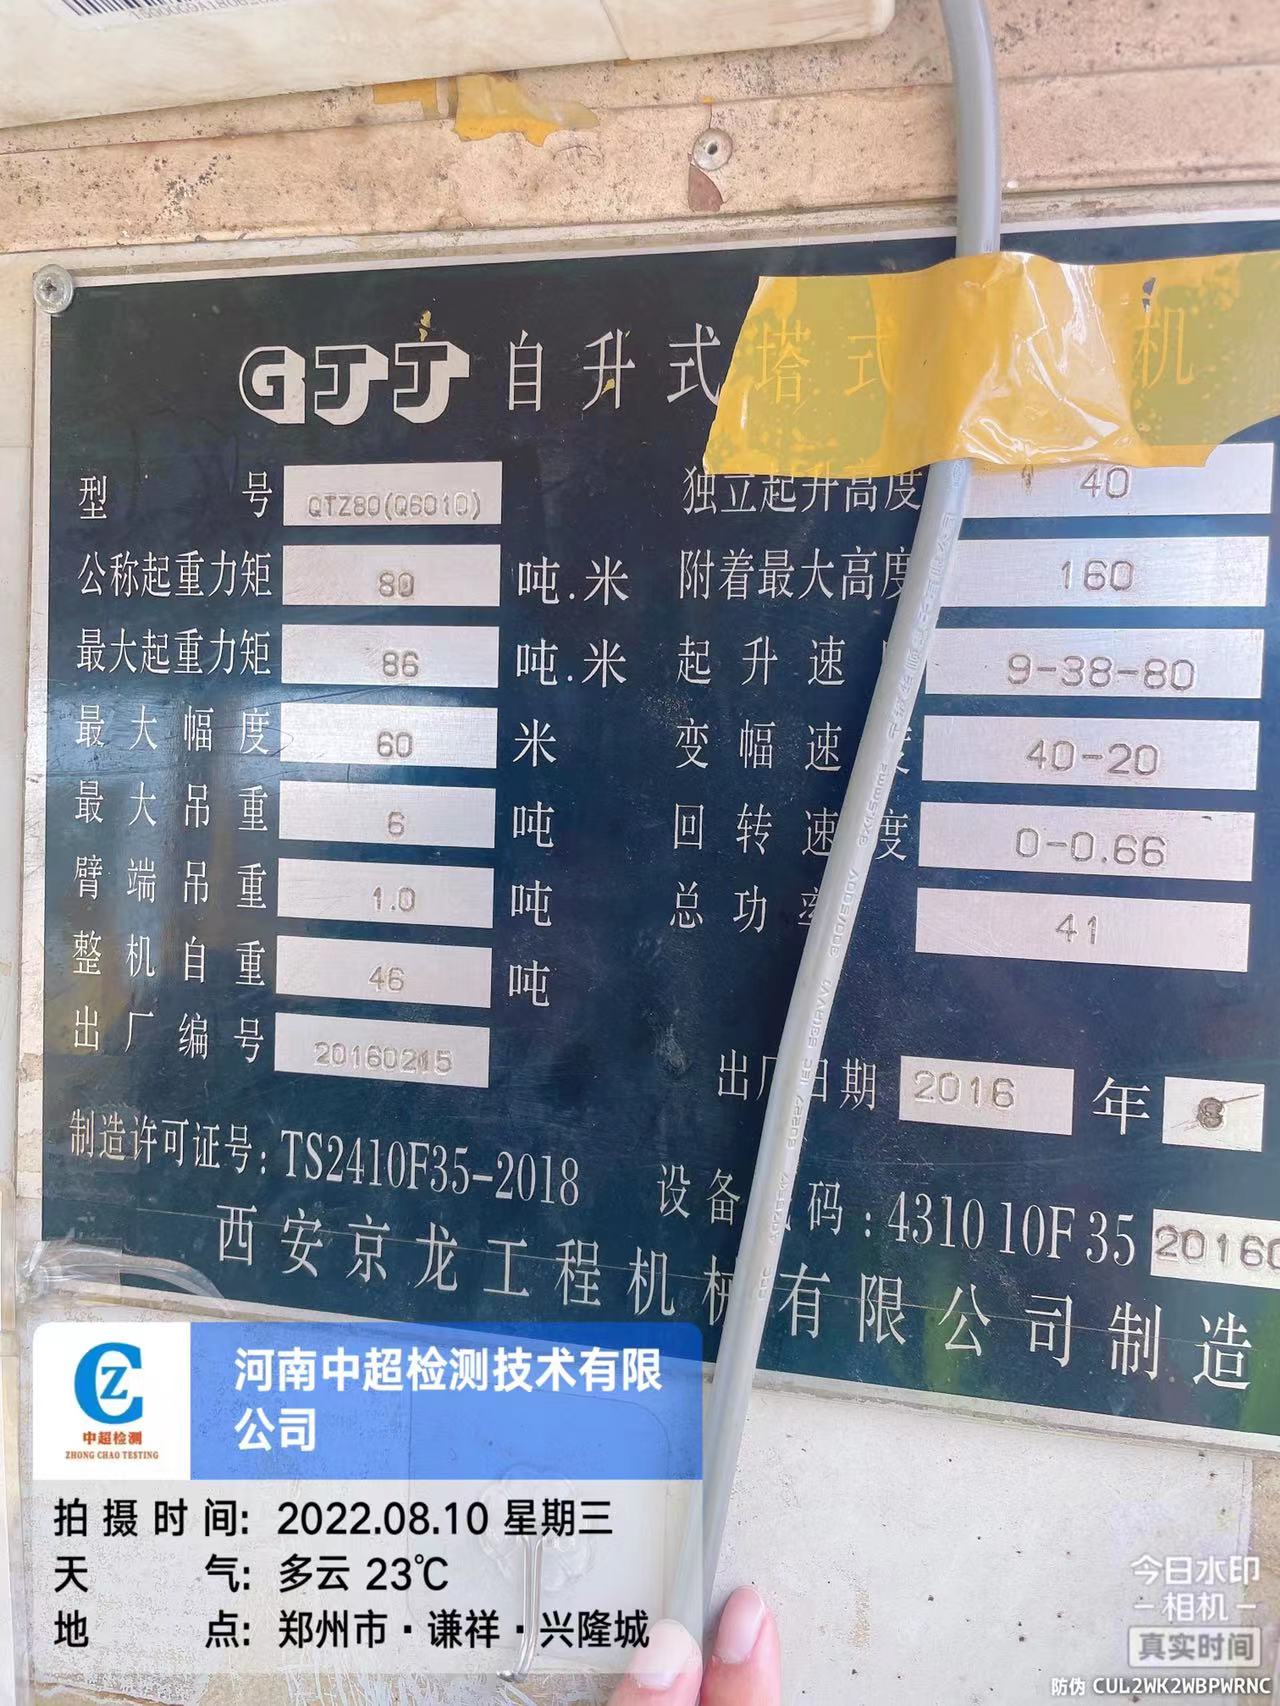 GJJ 自升式塔式 机
型号 QTZ80(Q6010)
公称起重力矩 80 吨.米
最大起重力矩 86 吨.米
最大幅度 60 米
最大吊重 6 吨
臂端吊重 1.0 吨
整机自重 46 吨
出厂编号 20160215
独立起升高度 40
附着最大高度 160
起升速 9-38-80
变幅速度 40-20
回转速度 0-0.66
总功率 41
出厂日期 2016 年
制造许可证号:TS2410F35-2018
设备 码:4310 10F 35 20160
西安京龙工程机械有限公司制造
河南中超检测技术有限
公司
中超检测
ZHONG CHAO TESTING
拍摄时间: 2022.08.10 星期三
天气: 多云 23℃
地点: 郑州市·谦祥·兴隆城
今日水印
相机
真实时间
防伪 CUL2WK2WBPWRNC